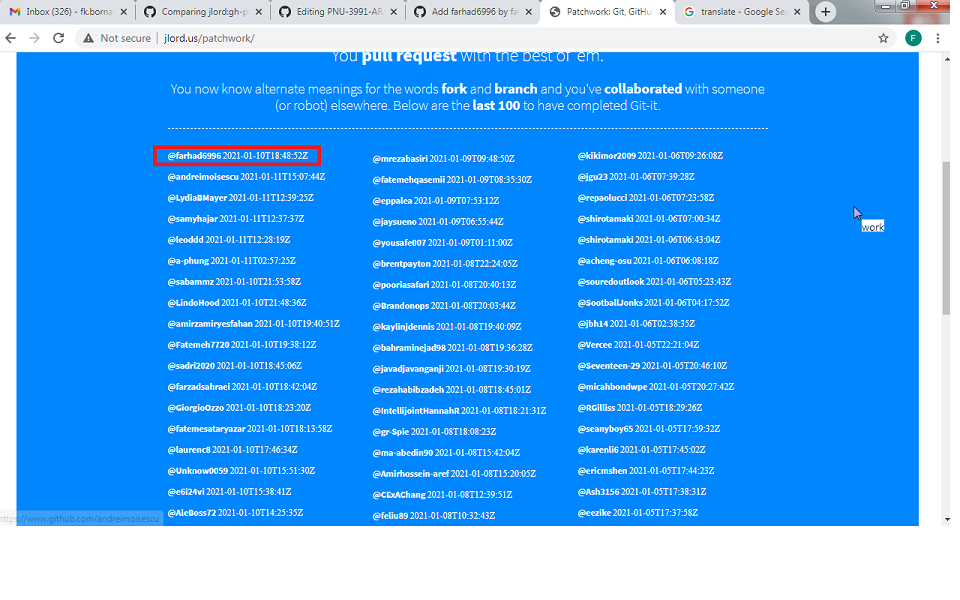 Inbox (326) - fk.borna
Comparing jlord:gh-p
Editing PNU-3991-AR
Add farhad6996 by fa
Patchwork: Git, GitHu
translate - Google Se
Not secure | jlord.us/patchwork/
F
You pull request with the best of 'em.
You now know alternate meanings for the words fork and branch and you've collaborated with someone
(or robot) elsewhere. Below are the last 100 to have completed Git-it.
@farhad6996 2021-01-10T18:48:52Z
@andreimoisescu 2021-01-11T15:07:44Z
@LydiaBMayer 2021-01-11T12:39:25Z
@samyhajar 2021-01-11T12:37:37Z
@leoddd 2021-01-11T12:28:19Z
@a-phung 2021-01-11T02:57:25Z
@sabammz 2021-01-10T21:53:58Z
@LindoHood 2021-01-10T21:48:36Z
@amirzamiryesfahan 2021-01-10T19:40:51Z
@Fatemeh7720 2021-01-10T19:38:12Z
@sadri2020 2021-01-10T18:45:06Z
@farzadsahraei 2021-01-10T18:42:04Z
@GiorgioOzzo 2021-01-10T18:23:20Z
@fatemesataryazar 2021-01-10T18:13:58Z
@laurenc8 2021-01-10T17:46:34Z
@Unknow0059 2021-01-10T15:51:30Z
@e6i24vi 2021-01-10T15:38:41Z
@AleBoss72 2021-01-10T14:25:35Z
@mrezabasiri 2021-01-09T09:48:50Z
@fatemehqasemii 2021-01-09T08:35:30Z
@eppalea 2021-01-09T07:53:12Z
@jaysueno 2021-01-09T06:55:44Z
@yousafe007 2021-01-09T01:11:00Z
@brentpayton 2021-01-08T22:24:05Z
@pooriasafari 2021-01-08T20:40:13Z
@Brandonops 2021-01-08T20:03:44Z
@kaylinjdennis 2021-01-08T19:40:09Z
@bahraminejad98 2021-01-08T19:36:28Z
@javadjavanganji 2021-01-08T19:30:19Z
@rezahabibzadeh 2021-01-08T18:45:01Z
@IntellijointHannahR 2021-01-08T18:21:31Z
@gr-Spie 2021-01-08T18:08:23Z
@ma-abedin90 2021-01-08T15:42:04Z
@Amirhossein-aref 2021-01-08T15:20:05Z
@CExAChang 2021-01-08T12:39:51Z
@feliu89 2021-01-08T10:32:43Z
@kikimor2009 2021-01-06T09:26:08Z
@jgu23 2021-01-06T07:39:28Z
@repaolucci 2021-01-06T07:23:58Z
@shirotamaki 2021-01-06T07:00:34Z
@shirotamaki 2021-01-06T06:43:04Z
@acheng-osu 2021-01-06T06:08:18Z
@souredoutlook 2021-01-06T05:23:43Z
@SootballJonks 2021-01-06T04:17:52Z
@jbh14 2021-01-06T02:38:35Z
@Vercee 2021-01-05T22:21:04Z
@Seventeen-29 2021-01-05T20:46:10Z
@micahbondwpe 2021-01-05T20:27:42Z
@RGilliss 2021-01-05T18:29:26Z
@seanyboy65 2021-01-05T17:59:32Z
@karenli6 2021-01-05T17:45:02Z
@ericmshen 2021-01-05T17:44:23Z
@Ash3156 2021-01-05T17:38:31Z
@eezike 2021-01-05T17:37:58Z
work
https://www.github.com/andreimoisescu